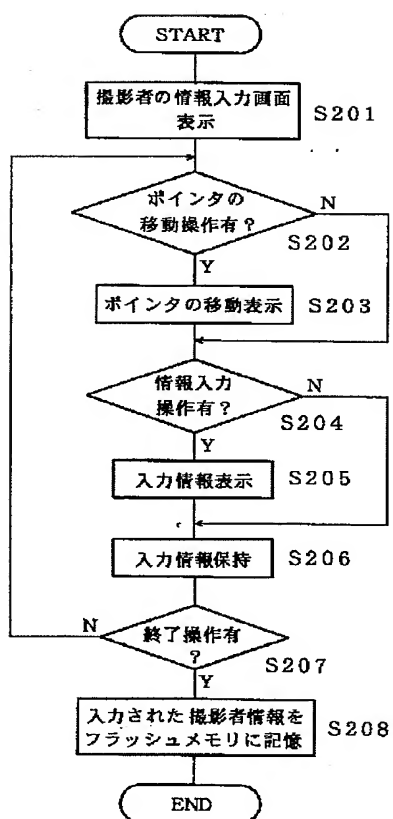 START
撮影者の情報入力画面
表示
S201
ポインタの
移動操作有?
N
S202
Y
ポインタの移動表示
S203
情報入力
操作有?
N
S204
Y
入力情報表示
S205
入力情報保持
S206
N
終了操作有
?
S207
Y
入力された撮影者情報を
フラッシュメモリに記憶
S208
END